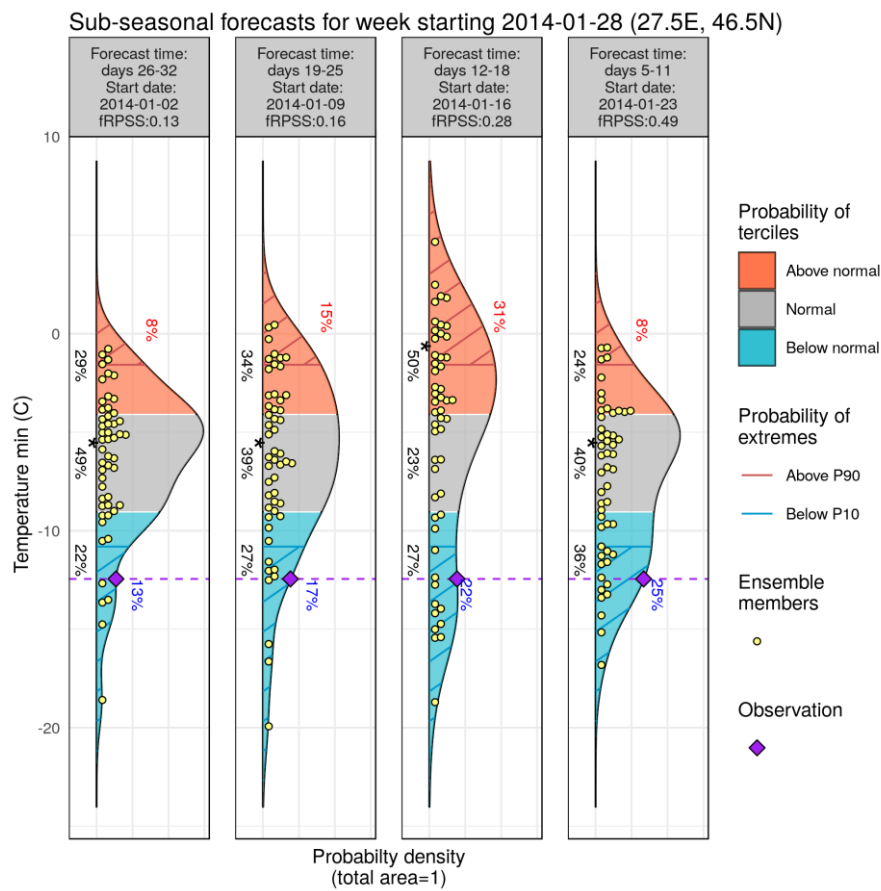 Sub-seasonal forecasts for week starting 2014-01-28 (27.5E, 46.5N)
Forecast time:
days 26-32
Start date:
2014-01-02
fRPSS:0.13
Forecast time:
days 19-25
Start date:
2014-01-09
fRPSS:0.16
Forecast time:
days 12-18
Start date:
2014-01-16
fRPSS:0.28
Forecast time:
days 5-11
Start date:
2014-01-23
fRPSS:0.49
Temperature min (C)
10
0
-10
-20
8%
29%
*
49%
22%
13%
15%
34%
*
39%
27%
17%
31%
*
50%
23%
27%
22%
8%
24%
*
40%
36%
25%
Probabilty density
(total area=1)
Probability of
terciles
Above normal
Normal
Below normal
Probability of
extremes
Above P90
Below P10
Ensemble
members
Observation